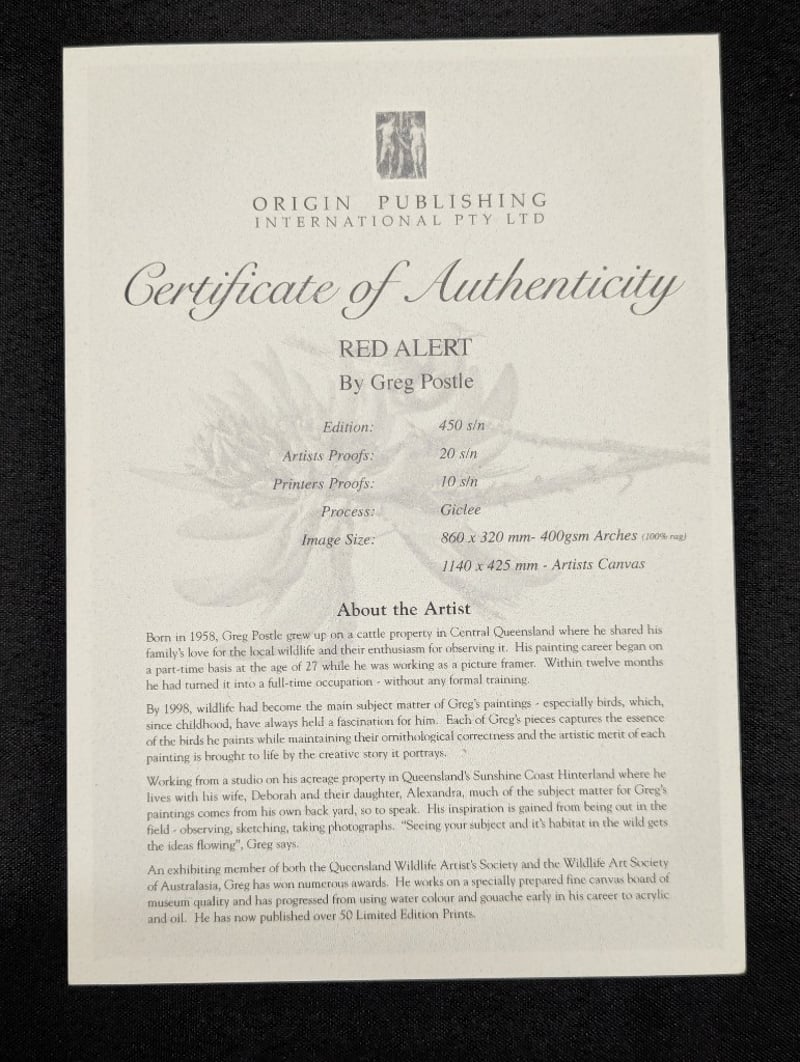 ORIGIN PUBLISHING
INTERNATIONAL PTY LTD
Certificate of Authenticity
RED ALERT
By Greg Postle
Edition: 450 s/n
Artists Proofs: 20 s/n
Printers Proofs: 10 s/n
Process: Giclee
Image Size: 860 x 320 mm- 400gsm Arches (100% rag)
1140 x 425 mm - Artists Canvas
About the Artist
Born in 1958, Greg Postle grew up on a cattle property in Central Queensland where he shared his
family's love for the local wildlife and their enthusiasm for observing it. His painting career began on
a part-time basis at the age of 27 while he was working as a picture framer. Within twelve months
he had turned it into a full-time occupation - without any formal training.
By 1998, wildlife had become the main subject matter of Greg's paintings - especially birds, which,
since childhood, have always held a fascination for him. Each of Greg's pieces captures the essence
of the birds he paints while maintaining their ornithological correctness and the artistic merit of each
painting is brought to life by the creative story it portrays.
Working from a studio on his acreage property in Queensland's Sunshine Coast Hinterland where he
lives with his wife, Deborah and their daughter, Alexandra, much of the subject matter for Greg's
paintings comes from his own back yard, so to speak. His inspiration is gained from being out in the
field - observing, sketching, taking photographs. "Seeing your subject and it's habitat in the wild gets
the ideas flowing", Greg says.
An exhibiting member of both the Queensland Wildlife Artist's Society and the Wildlife Art Society
of Australasia, Greg has won numerous awards. He works on a specially prepared fine canvas board of
museum quality and has progressed from using water colour and gouache early in his career to acrylic
and oil. He has now published over 50 Limited Edition Prints.